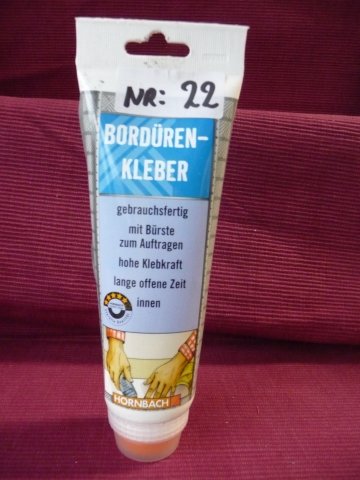 NR: 22
BORDÜREN-
KLEBER
gebrauchsfertig
mit Bürste
zum Auftragen
hohe Klebkraft
lange offene Zeit
innen
HORNBACH